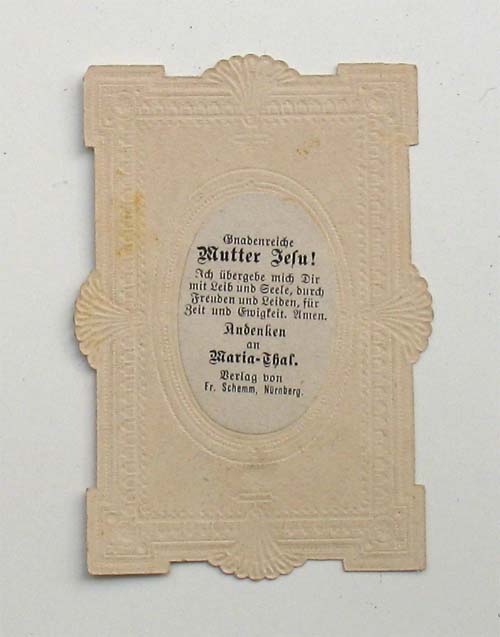 Gnadenreiche
Mutter Jesu!
Ich übergebe mich Dir
mit Leib und Seele, durch
Freuden und Leiden, für
Zeit und Ewigkeit. Amen.
Andenken
an
Maria-Thal.
Verlag von
Fr. Schemm, Nürnberg.